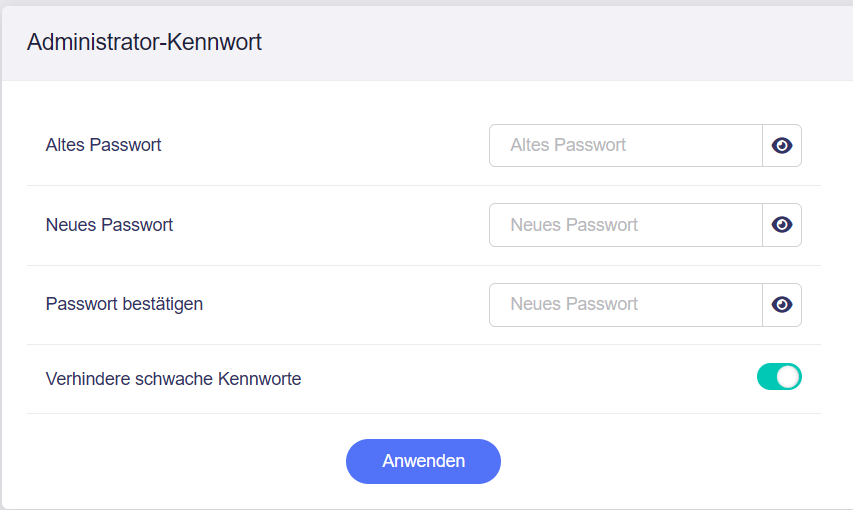 Administrator-Kennwort
Altes Passwort
Altes Passwort
Neues Passwort
Neues Passwort
Passwort bestätigen
Neues Passwort
Verhindere schwache Kennworte
Anwenden